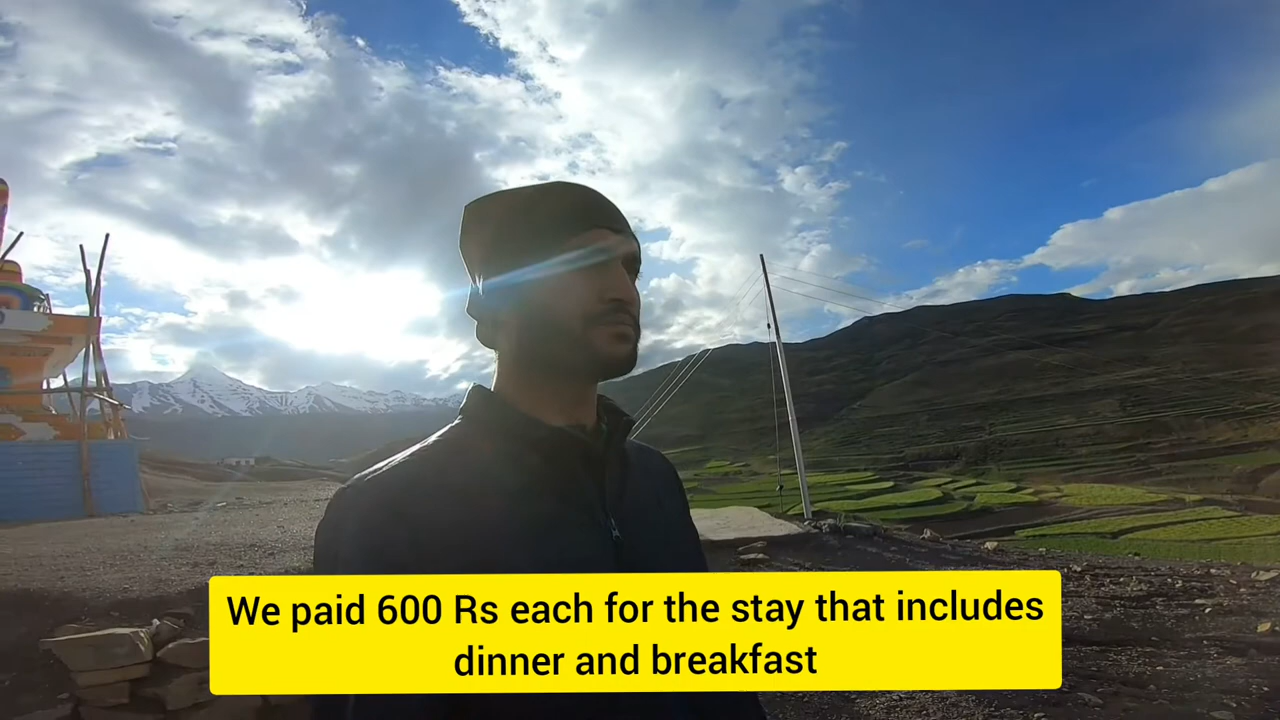 We paid 600 Rs each for the stay that includes
dinner and breakfast